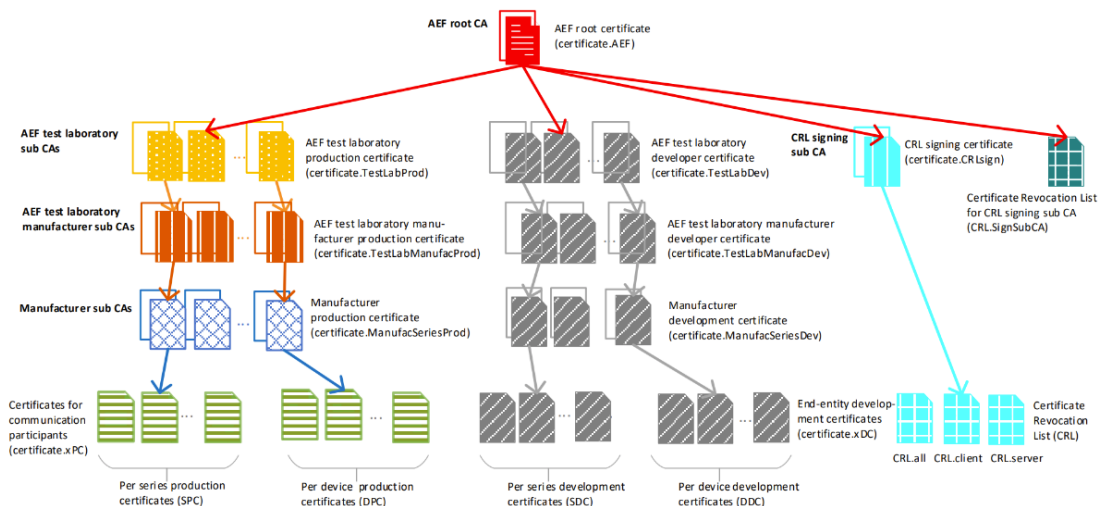 AEF root CA
AEF root certificate
(certificate.AEF)
AEF test laboratory
sub CAs
AEF test laboratory
production certificate
(certificate.TestLabProd)
AEF test laboratory
developer certificate
(certificate.TestLabDev)
CRL signing
sub CA
CRL signing certificate
(certificate.CRLsign)
Certificate Revocation List
for CRL signing sub CA
(CRL.SignSubCA)
...
...
AEF test laboratory
manufacturer sub CAs
AEF test laboratory manu-
facturer production certificate
(certificate.TestLabManufacProd)
AEF test laboratory manufacturer
developer certificate
(certificate.TestLabManufacDev)
...
...
Manufacturer sub CAs
Manufacturer
production certificate
(certificate.ManufacSeriesProd)
Manufacturer
development certificate
(certificate.ManufacSeriesDev)
...
...
Certificates for
communication
participants
(certificate.xPC)
...
...
...
...
End-entity develop-
ment certificates
(certificate.xDC)
Certificate
Revocation
List (CRL)
CRL.all
CRL.client
CRL.server
Per series production
certificates (SPC)
Per device production
certificates (DPC)
Per series development
certificates (SDC)
Per device development
certificates (DDC)